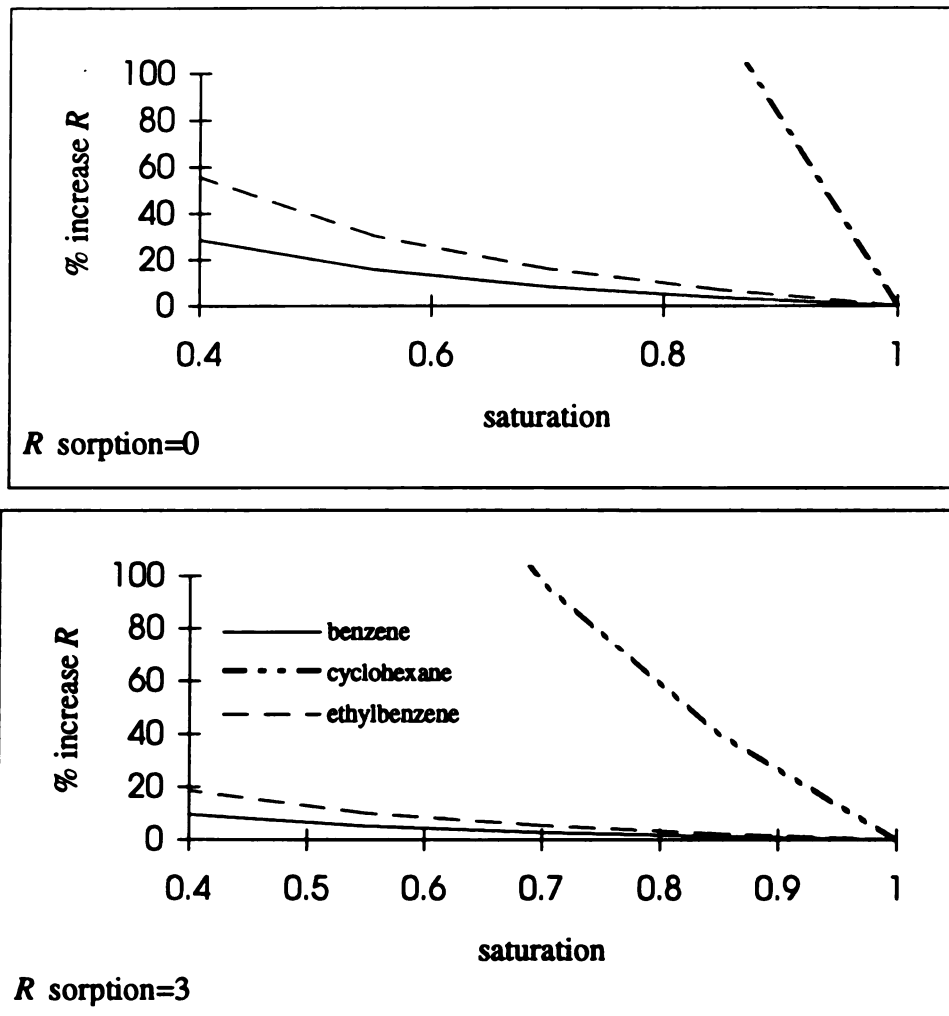 100
80
60
40
20
0
% increase R
0.4 0.6 0.8 1
saturation
R sorption=0
100
80
60
40
20
0
% increase R
benzene
cyclohexane
ethylbenzene
0.4 0.5 0.6 0.7 0.8 0.9 1
saturation
R sorption=3